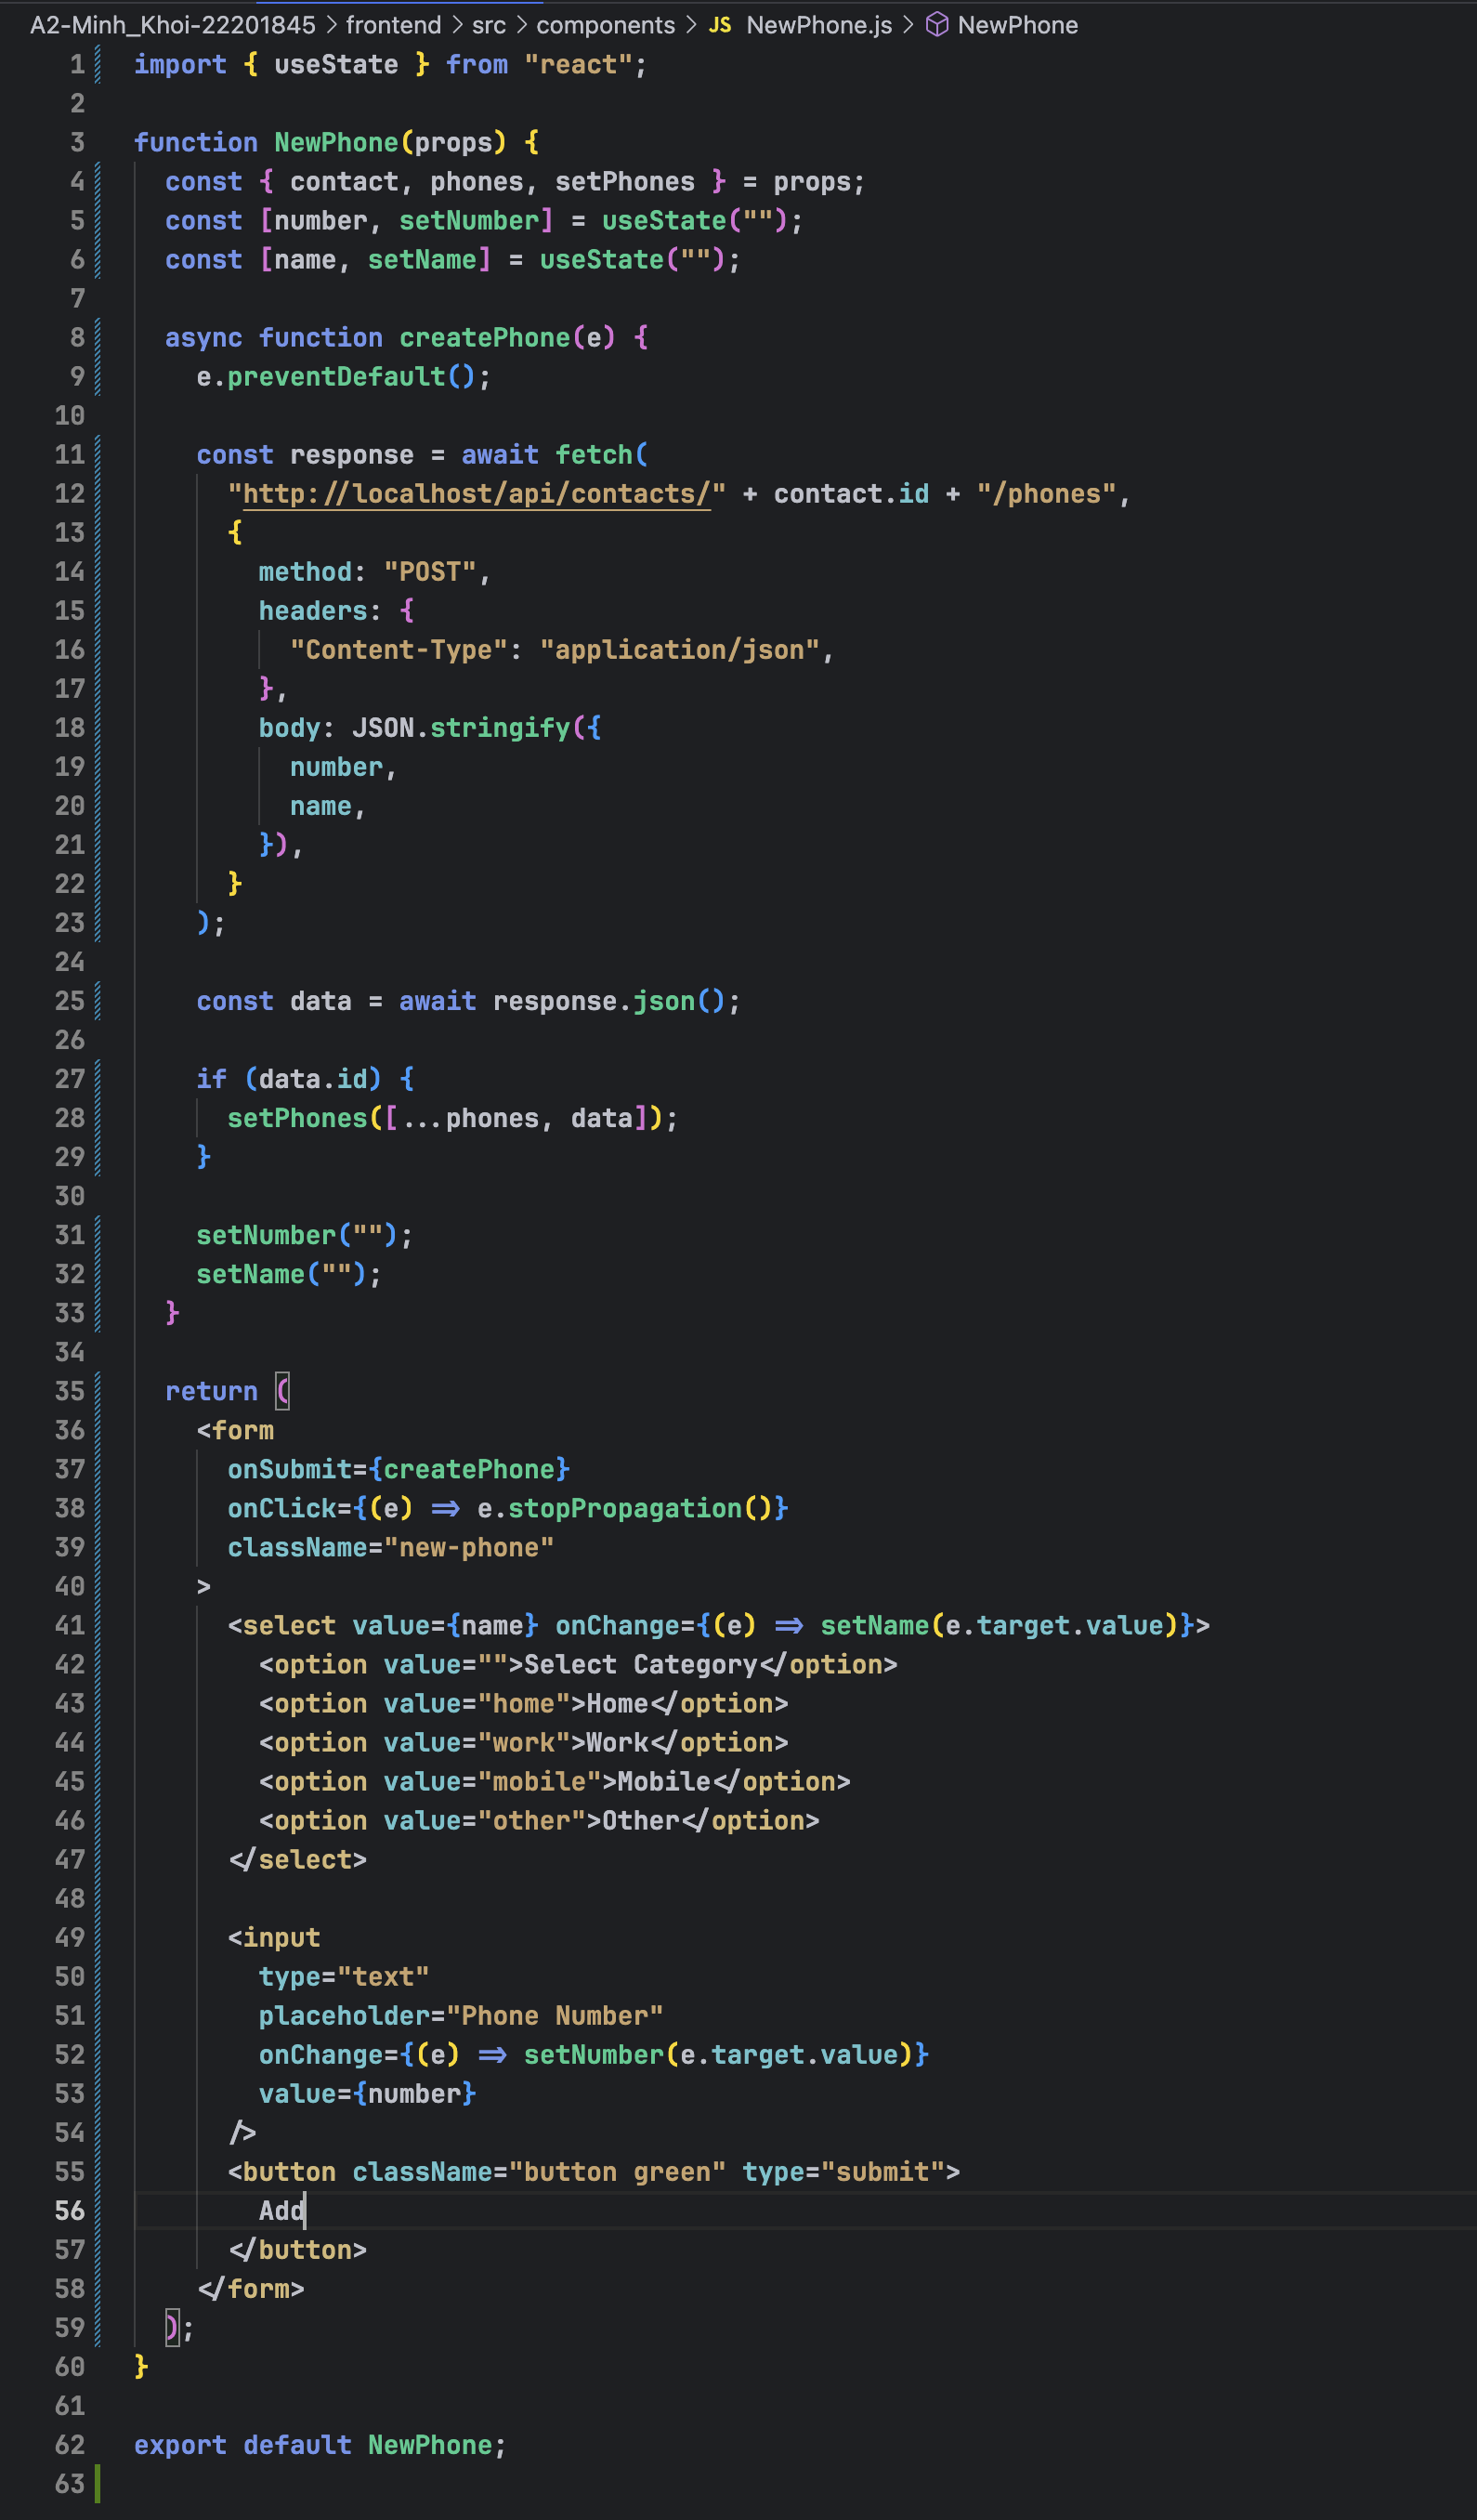 A2-Minh_Khoi-22201845 > frontend > src > components > JS NewPhone.js > NewPhone
1 import { useState } from "react";
2
3 function NewPhone(props) {
4   const { contact, phones, setPhones } = props;
5   const [number, setNumber] = useState("");
6   const [name, setName] = useState("");
7
8   async function createPhone(e) {
9     e.preventDefault();
10
11     const response = await fetch(
12       "http://localhost/api/contacts/" + contact.id + "/phones",
13       {
14         method: "POST",
15         headers: {
16           "Content-Type": "application/json",
17         },
18         body: JSON.stringify({
19           number,
20           name,
21         }),
22       }
23     );
24
25     const data = await response.json();
26
27     if (data.id) {
28       setPhones([...phones, data]);
29     }
30
31     setNumber("");
32     setName("");
33   }
34
35   return (
36     <form
37       onSubmit={createPhone}
38       onClick={(e) => e.stopPropagation()}
39       className="new-phone"
40     >
41       <select value={name} onChange={(e) => setName(e.target.value)}>
42         <option value="">Select Category</option>
43         <option value="home">Home</option>
44         <option value="work">Work</option>
45         <option value="mobile">Mobile</option>
46         <option value="other">Other</option>
47       </select>
48
49       <input
50         type="text"
51         placeholder="Phone Number"
52         onChange={(e) => setNumber(e.target.value)}
53         value={number}
54       />
55       <button className="button green" type="submit">
56         Add
57       </button>
58     </form>
59   );
60 }
61
62 export default NewPhone;
63